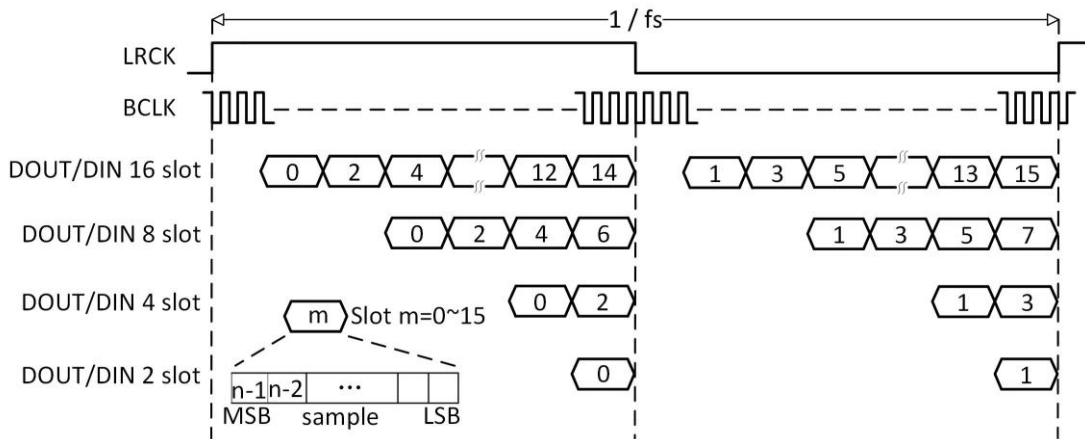 1 / fs
LRCK
BCLK
DOUT/DIN 16 slot 0 2 4 12 14 1 3 5 13 15
DOUT/DIN 8 slot 0 2 4 6 1 3 5 7
DOUT/DIN 4 slot 0 2 1 3
m Slot m=0~15
DOUT/DIN 2 slot 0 1
n-1 n-2 ...
MSB sample LSB